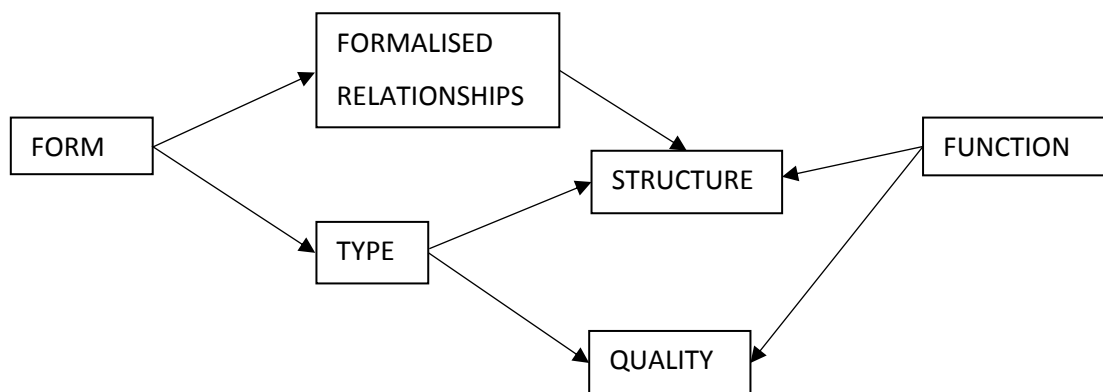 FORMALISED
RELATIONSHIPS
FORM
FUNCTION
STRUCTURE
TYPE
QUALITY